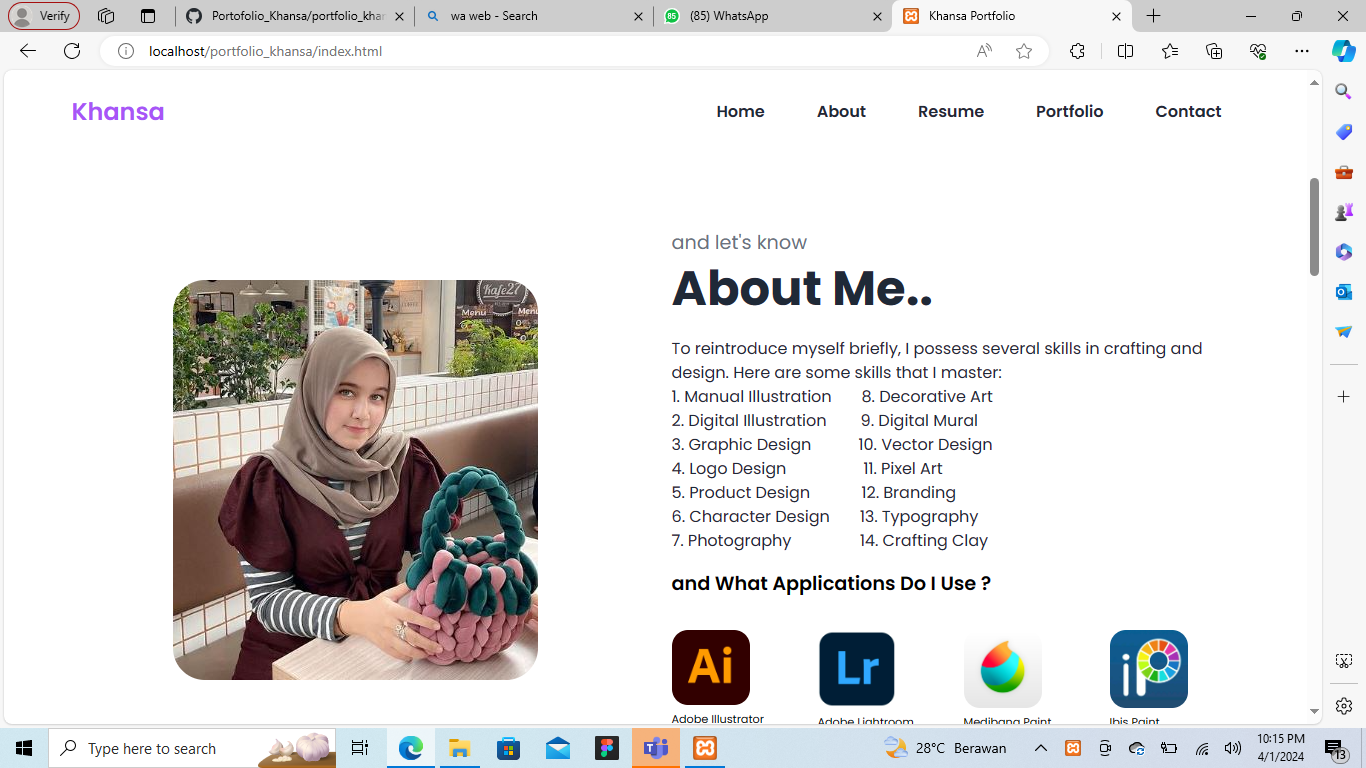 Verify
Portofolio_Khansa/portfolio_khan
wa web - Search
85
(85) WhatsApp
Khansa Portfolio
localhost/portfolio_khansa/index.html
Khansa
Home
About
Resume
Portfolio
Contact
and let's know
About Me..
To reintroduce myself briefly, I possess several skills in crafting and
design. Here are some skills that I master:
1. Manual Illustration 8. Decorative Art
2. Digital Illustration 9. Digital Mural
3. Graphic Design 10. Vector Design
4. Logo Design 11. Pixel Art
5. Product Design 12. Branding
6. Character Design 13. Typography
7. Photography 14. Crafting Clay
Kafe27
Menu
Menu
and What Applications Do I Use ?
Ai
Lr
iP
Adobe Illustrator
Adobe Lightroom
Medibang Paint
Ibis Paint
Type here to search
28°C Berawan
10:15 PM
4/1/2024
13